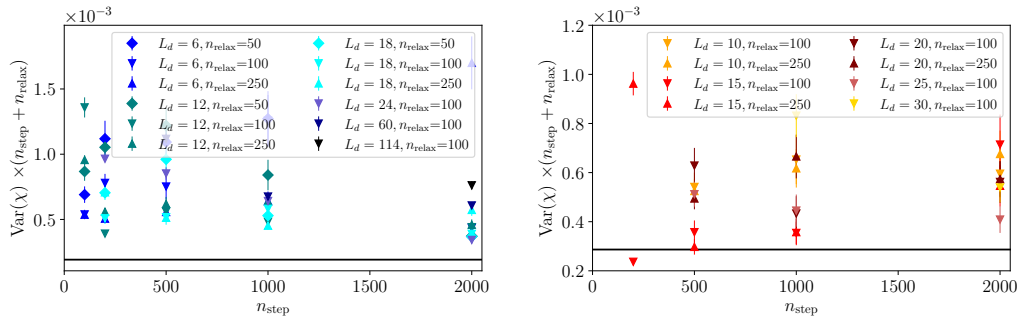 ×10⁻³
Var(χ) ×(n_step + n_relax)
1.5
1.0
0.5
0
500
1000
1500
2000
n_step
L_d = 6, n_relax=50
L_d = 6, n_relax=100
L_d = 6, n_relax=250
L_d = 12, n_relax=50
L_d = 12, n_relax=100
L_d = 12, n_relax=250
L_d = 18, n_relax=50
L_d = 18, n_relax=100
L_d = 18, n_relax=250
L_d = 24, n_relax=100
L_d = 60, n_relax=100
L_d = 114, n_relax=100
×10⁻³
Var(χ) ×(n_step + n_relax)
1.2
1.0
0.8
0.6
0.4
0.2
0
500
1000
1500
2000
n_step
L_d = 10, n_relax=100
L_d = 10, n_relax=250
L_d = 15, n_relax=100
L_d = 15, n_relax=250
L_d = 20, n_relax=100
L_d = 20, n_relax=250
L_d = 25, n_relax=100
L_d = 30, n_relax=100